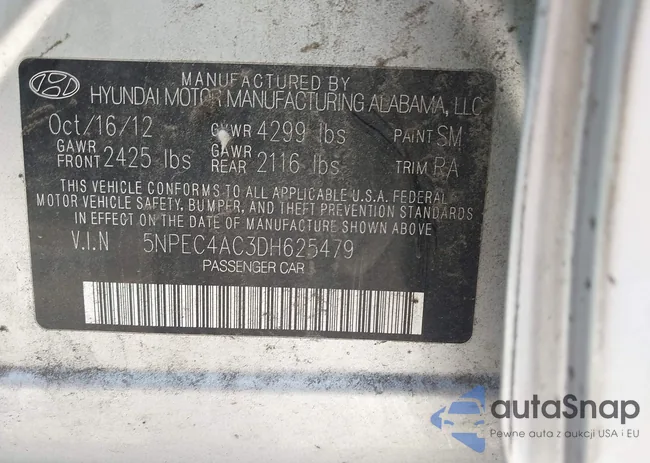 MANUFACTURED BY
HYUNDAI MOTOR MANUFACTURING ALABAMA, LLC
Oct/16/12 GVWR 4299 lbs PAINT SM
GAWR FRONT 2425 lbs GAWR REAR 2116 lbs TRIM RA
THIS VEHICLE CONFORMS TO ALL APPLICABLE U.S.A. FEDERAL
MOTOR VEHICLE SAFETY, BUMPER, AND THEFT PREVENTION STANDARDS
IN EFFECT ON THE DATE OF MANUFACTURE SHOWN ABOVE
V.I.N 5NPEC4AC3DH625479
PASSENGER CAR
autaSnap
Pewne auta z aukcji USA i EU